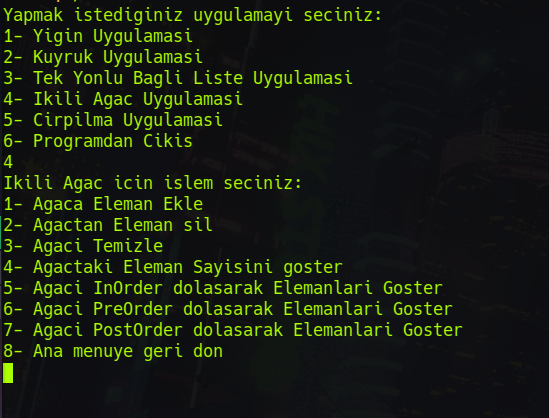 Yapmak istediginiz uygulamayi seciniz:
1- Yigin Uygulamasi
2- Kuyruk Uygulamasi
3- Tek Yonlu Bagli Liste Uygulamasi
4- Ikili Agac Uygulamasi
5- Cirpilma Uygulamasi
6- Programdan Cikis
4
Ikili Agac icin islem seciniz:
1- Agaca Eleman Ekle
2- Agactan Eleman sil
3- Agaci Temizle
4- Agactaki Eleman Sayisini goster
5- Agaci InOrder dolasarak Elemanlari Goster
6- Agaci PreOrder dolasarak Elemanlari Goster
7- Agaci PostOrder dolasarak Elemanlari Goster
8- Ana menuye geri don